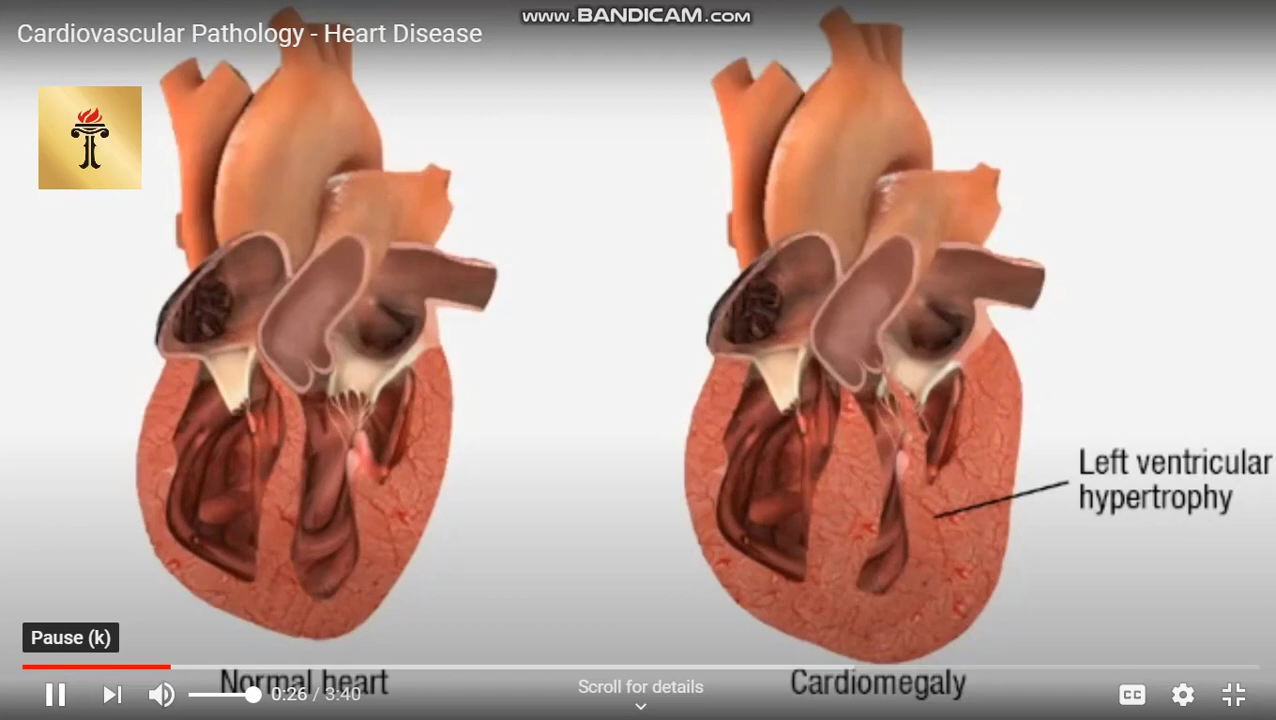 www.BANDICAM.com
Cardiovascular Pathology - Heart Disease
Left ventricular
hypertrophy
Pause (k)
Normal heart
Cardiomegaly
0:26 / 3:40
Scroll for details
CC